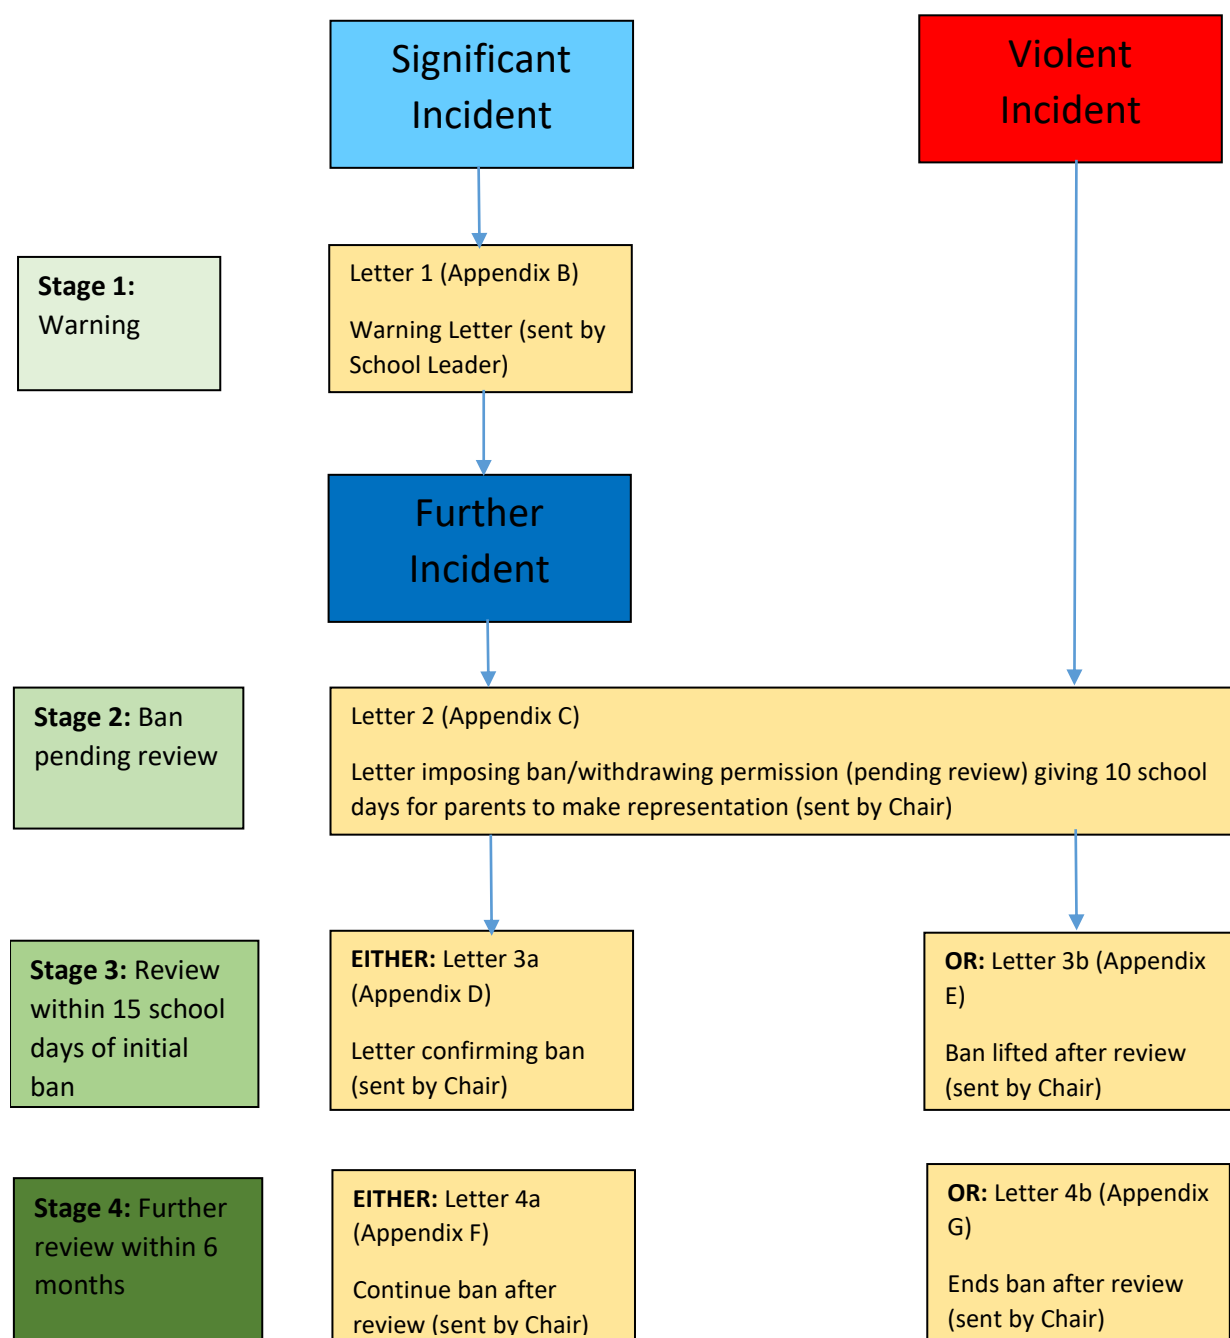 Significant
Incident
Violent
Incident
Stage 1:
Warning
Letter 1 (Appendix B)
Warning Letter (sent by
School Leader)
Further
Incident
Stage 2: Ban
pending review
Letter 2 (Appendix C)
Letter imposing ban/withdrawing permission (pending review) giving 10 school
days for parents to make representation (sent by Chair)
Stage 3: Review
within 15 school
days of initial
ban
EITHER: Letter 3a
(Appendix D)
Letter confirming ban
(sent by Chair)
OR: Letter 3b (Appendix
E)
Ban lifted after review
(sent by Chair)
Stage 4: Further
review within 6
months
EITHER: Letter 4a
(Appendix F)
Continue ban after
review (sent by Chair)
OR: Letter 4b (Appendix
G)
Ends ban after review
(sent by Chair)